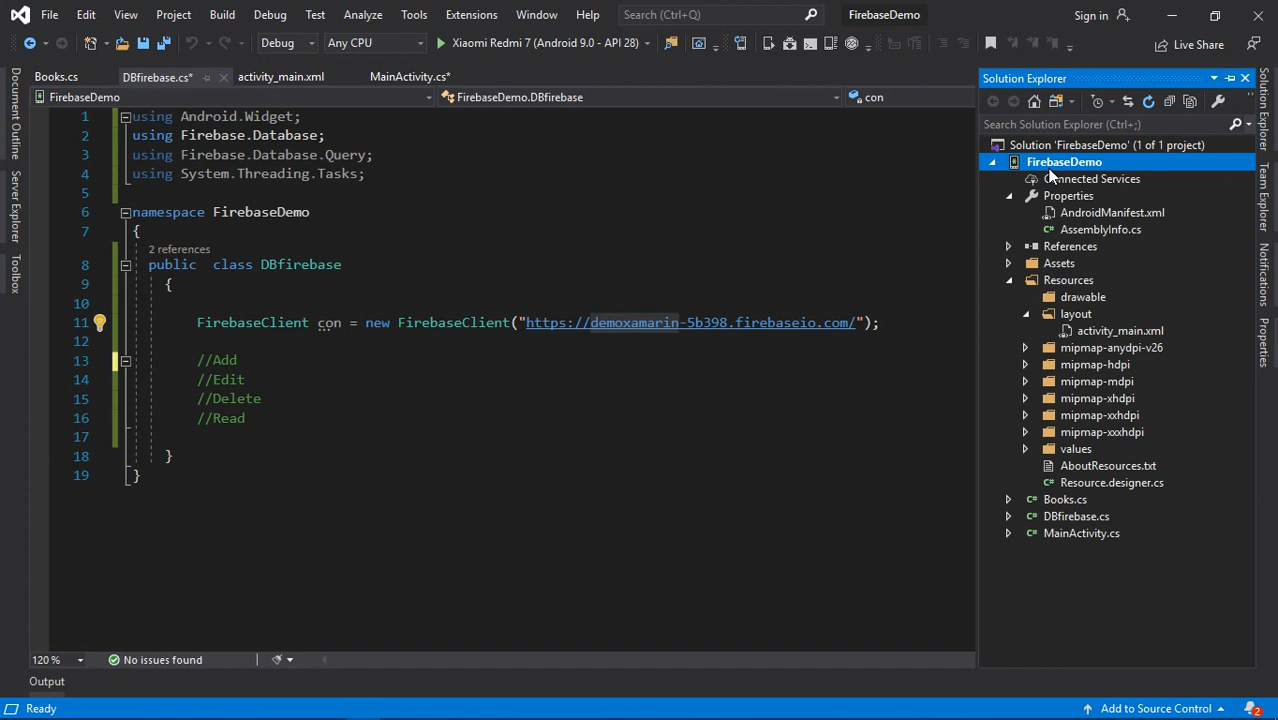 File Edit View Project Build Debug Test Analyze Tools Extensions Window Help Search (Ctrl+Q) FirebaseDemo Sign in
Debug Any CPU Xiaomi Redmi 7 (Android 9.0 - API 28) Live Share
Books.cs DBfirebase.cs* activity_main.xml MainActivity.cs*
FirebaseDemo FirebaseDemo.DBfirebase con
1 using Android.Widget;
2 using Firebase.Database;
3 using Firebase.Database.Query;
4 using System.Threading.Tasks;
5
6 namespace FirebaseDemo
7 {
2 references
8 public class DBfirebase
9 {
10
11 FirebaseClient con = new FirebaseClient("https://demoxamarin-5b398.firebaseio.com/");
12
13 //Add
14 //Edit
15 //Delete
16 //Read
17
18 }
19 }
120 % No issues found
Output
Ready Add to Source Control 2
Document Outline
Server Explorer
Toolbox
Solution Explorer
Search Solution Explorer (Ctrl+;)
Solution 'FirebaseDemo' (1 of 1 project)
FirebaseDemo
Connected Services
Properties
AndroidManifest.xml
AssemblyInfo.cs
References
Assets
Resources
drawable
layout
activity_main.xml
mipmap-anydpi-v26
mipmap-hdpi
mipmap-mdpi
mipmap-xhdpi
mipmap-xxhdpi
mipmap-xxxhdpi
values
AboutResources.txt
Resource.designer.cs
Books.cs
DBfirebase.cs
MainActivity.cs
Solution Explorer
Team Explorer
Notifications
Properties